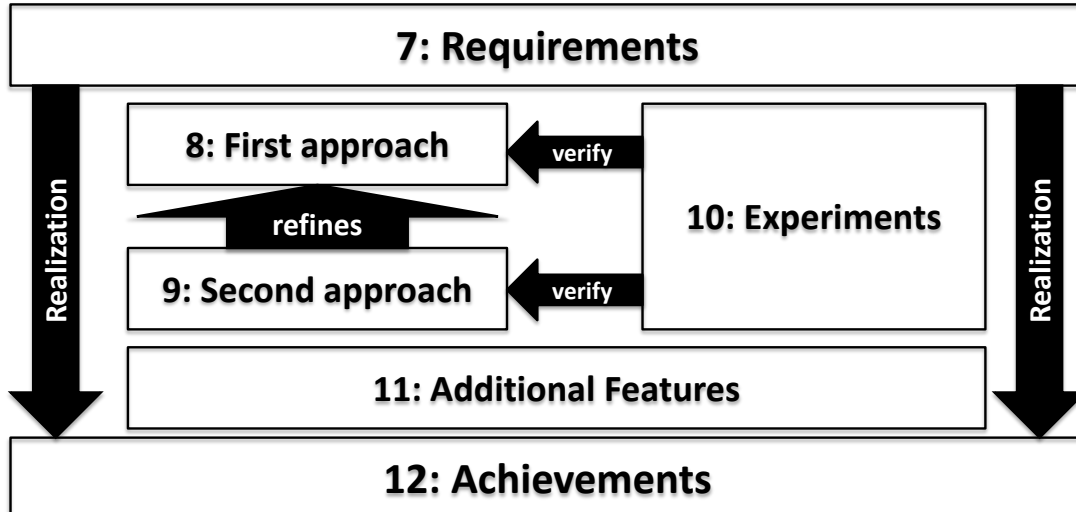 7: Requirements
8: First approach
verify
refines
10: Experiments
9: Second approach
verify
Realization
Realization
11: Additional Features
12: Achievements